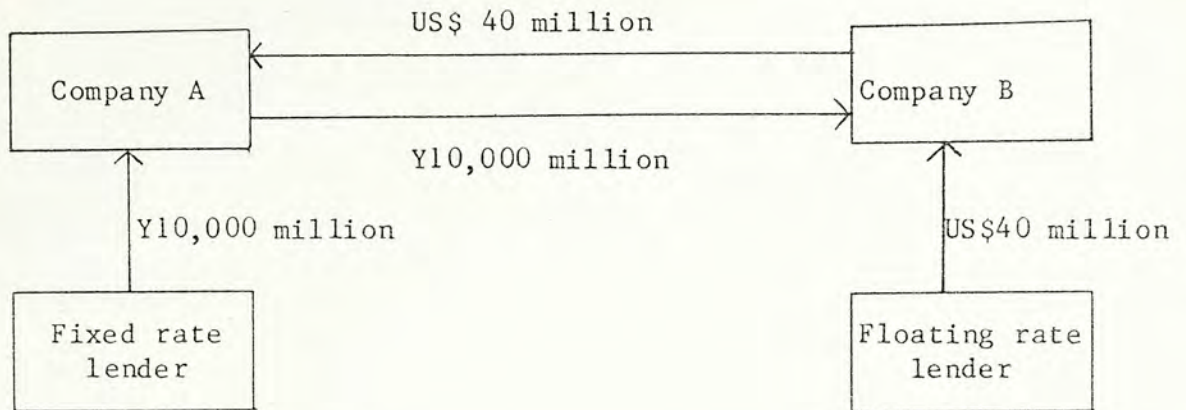 US$ 40 million
Company A
Company B
Y10,000 million
Y10,000 million
US$40 million
Fixed rate
lender
Floating rate
lender